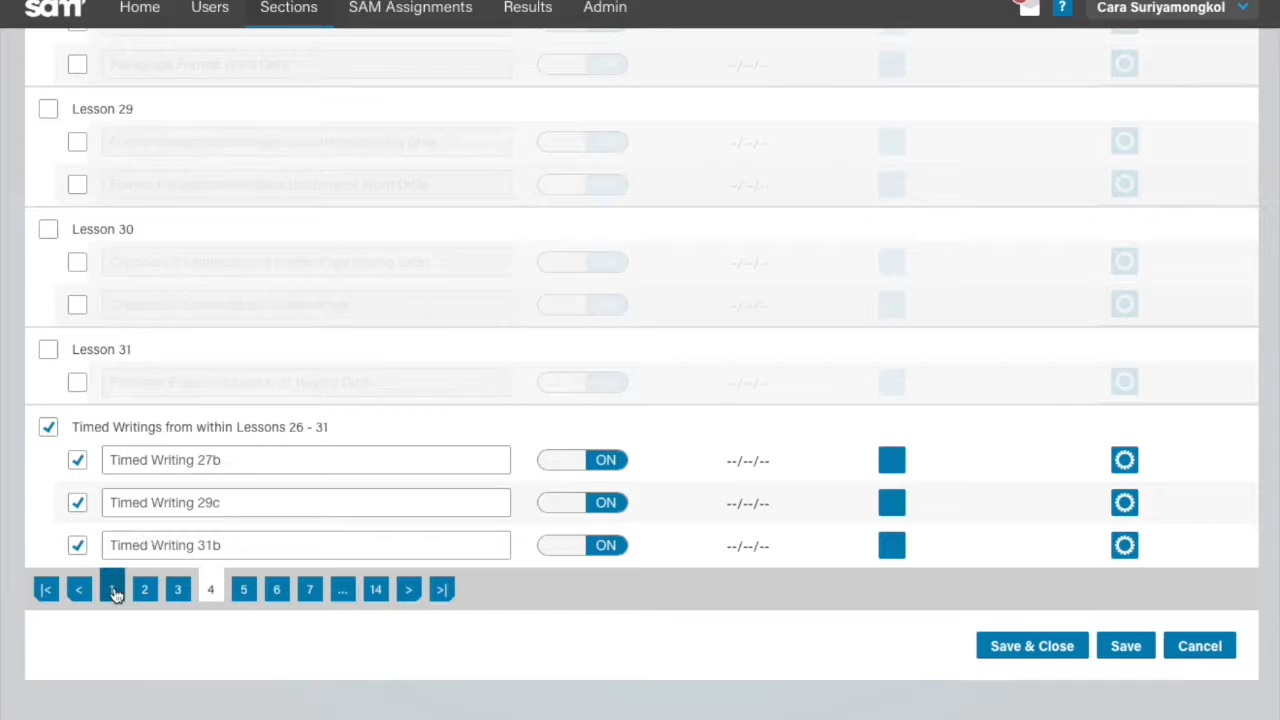 sam
Home Users Sections SAM Assignments Results Admin ? Cara Suriyamongkol
--/--/--
Lesson 29
--/--/--
--/--/--
Lesson 30
--/--/--
--/--/--
Lesson 31
--/--/--
Timed Writings from within Lessons 26 - 31
Timed Writing 27b ON --/--/--
Timed Writing 29c ON --/--/--
Timed Writing 31b ON --/--/--
|< < 1 2 3 4 5 6 7 ... 14 > >|
Save & Close Save Cancel